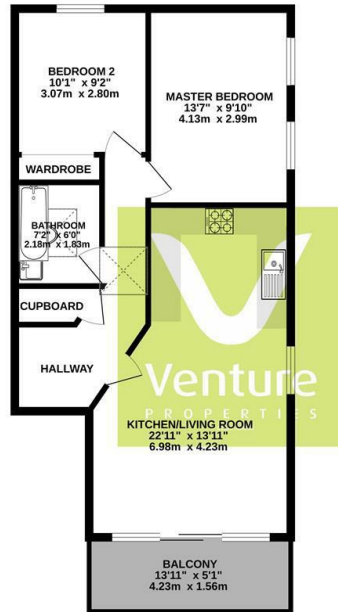 BEDROOM 2
10'1" x 9'2"
3.07m x 2.80m
MASTER BEDROOM
13'7" x 9'10"
4.13m x 2.99m
WARDROBE
BATHROOM
7'2" x 6'0"
2.18m x 1.83m
CUPBOARD
HALLWAY
Venture
PROPERTIES
KITCHEN/LIVING ROOM
22'11" x 13'11"
6.98m x 4.23m
BALCONY
13'11" x 5'1"
4.23m x 1.56m